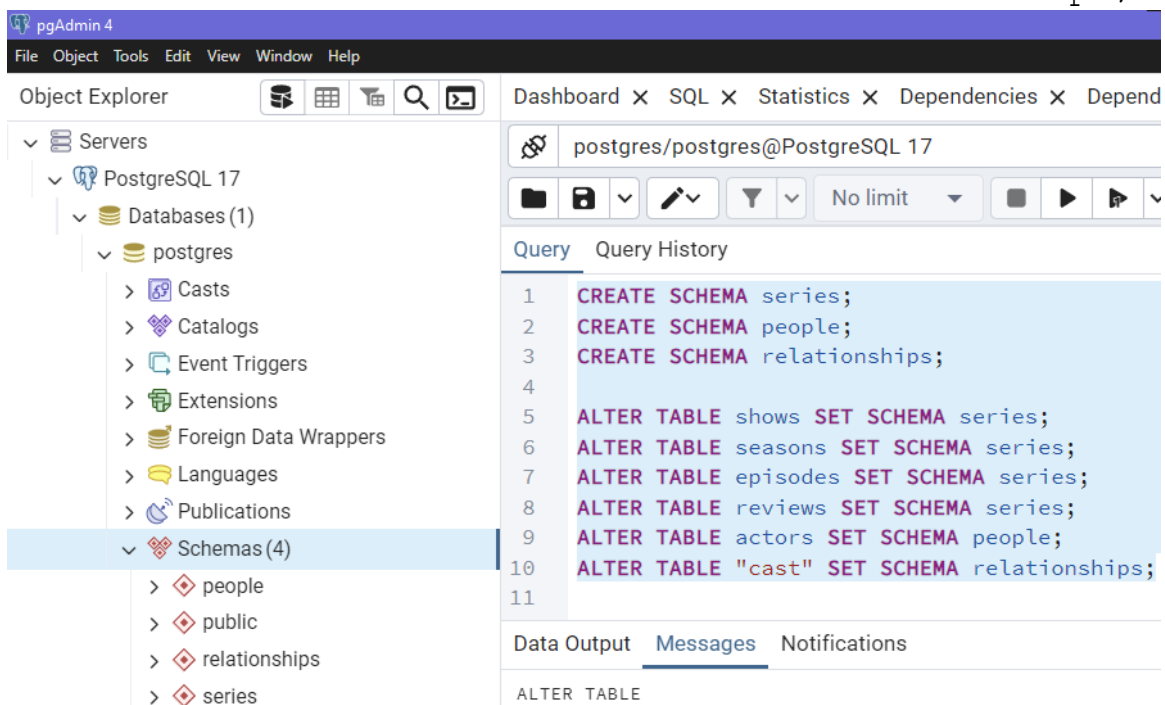 pgAdmin 4
File Object Tools Edit View Window Help
Object Explorer
Servers
PostgreSQL 17
Databases (1)
postgres
Casts
Catalogs
Event Triggers
Extensions
Foreign Data Wrappers
Languages
Publications
Schemas (4)
people
public
relationships
series
Dashboard SQL Statistics Dependencies Depend
postgres/postgres@PostgreSQL 17
No limit
Query Query History
1 CREATE SCHEMA series;
2 CREATE SCHEMA people;
3 CREATE SCHEMA relationships;
4
5 ALTER TABLE shows SET SCHEMA series;
6 ALTER TABLE seasons SET SCHEMA series;
7 ALTER TABLE episodes SET SCHEMA series;
8 ALTER TABLE reviews SET SCHEMA series;
9 ALTER TABLE actors SET SCHEMA people;
10 ALTER TABLE "cast" SET SCHEMA relationships;
11
Data Output Messages Notifications
ALTER TABLE